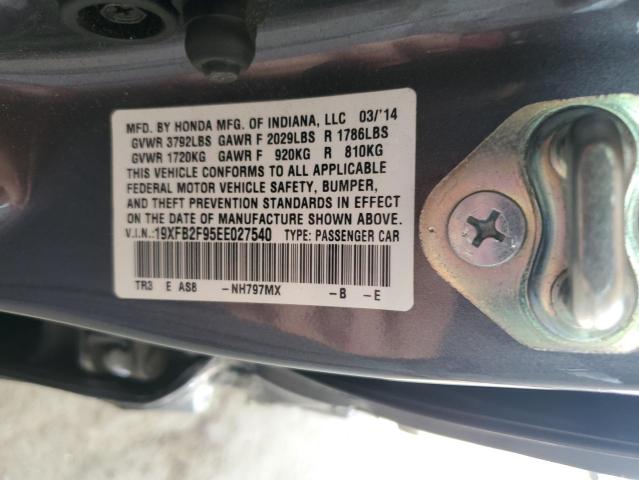 MFD. BY HONDA MFG. OF INDIANA, LLC 03/'14
GVWR 3792LBS GAWR F 2029LBS R 1786LBS
GVWR 1720KG GAWR F 920KG R 810KG
THIS VEHICLE CONFORMS TO ALL APPLICABLE
FEDERAL MOTOR VEHICLE SAFETY, BUMPER,
AND THEFT PREVENTION STANDARDS IN EFFECT
ON THE DATE OF MANUFACTURE SHOWN ABOVE.
V.I.N.:19XFB2F95EE027540 TYPE: PASSENGER CAR
TR3 E AS8 -NH797MX -B -E